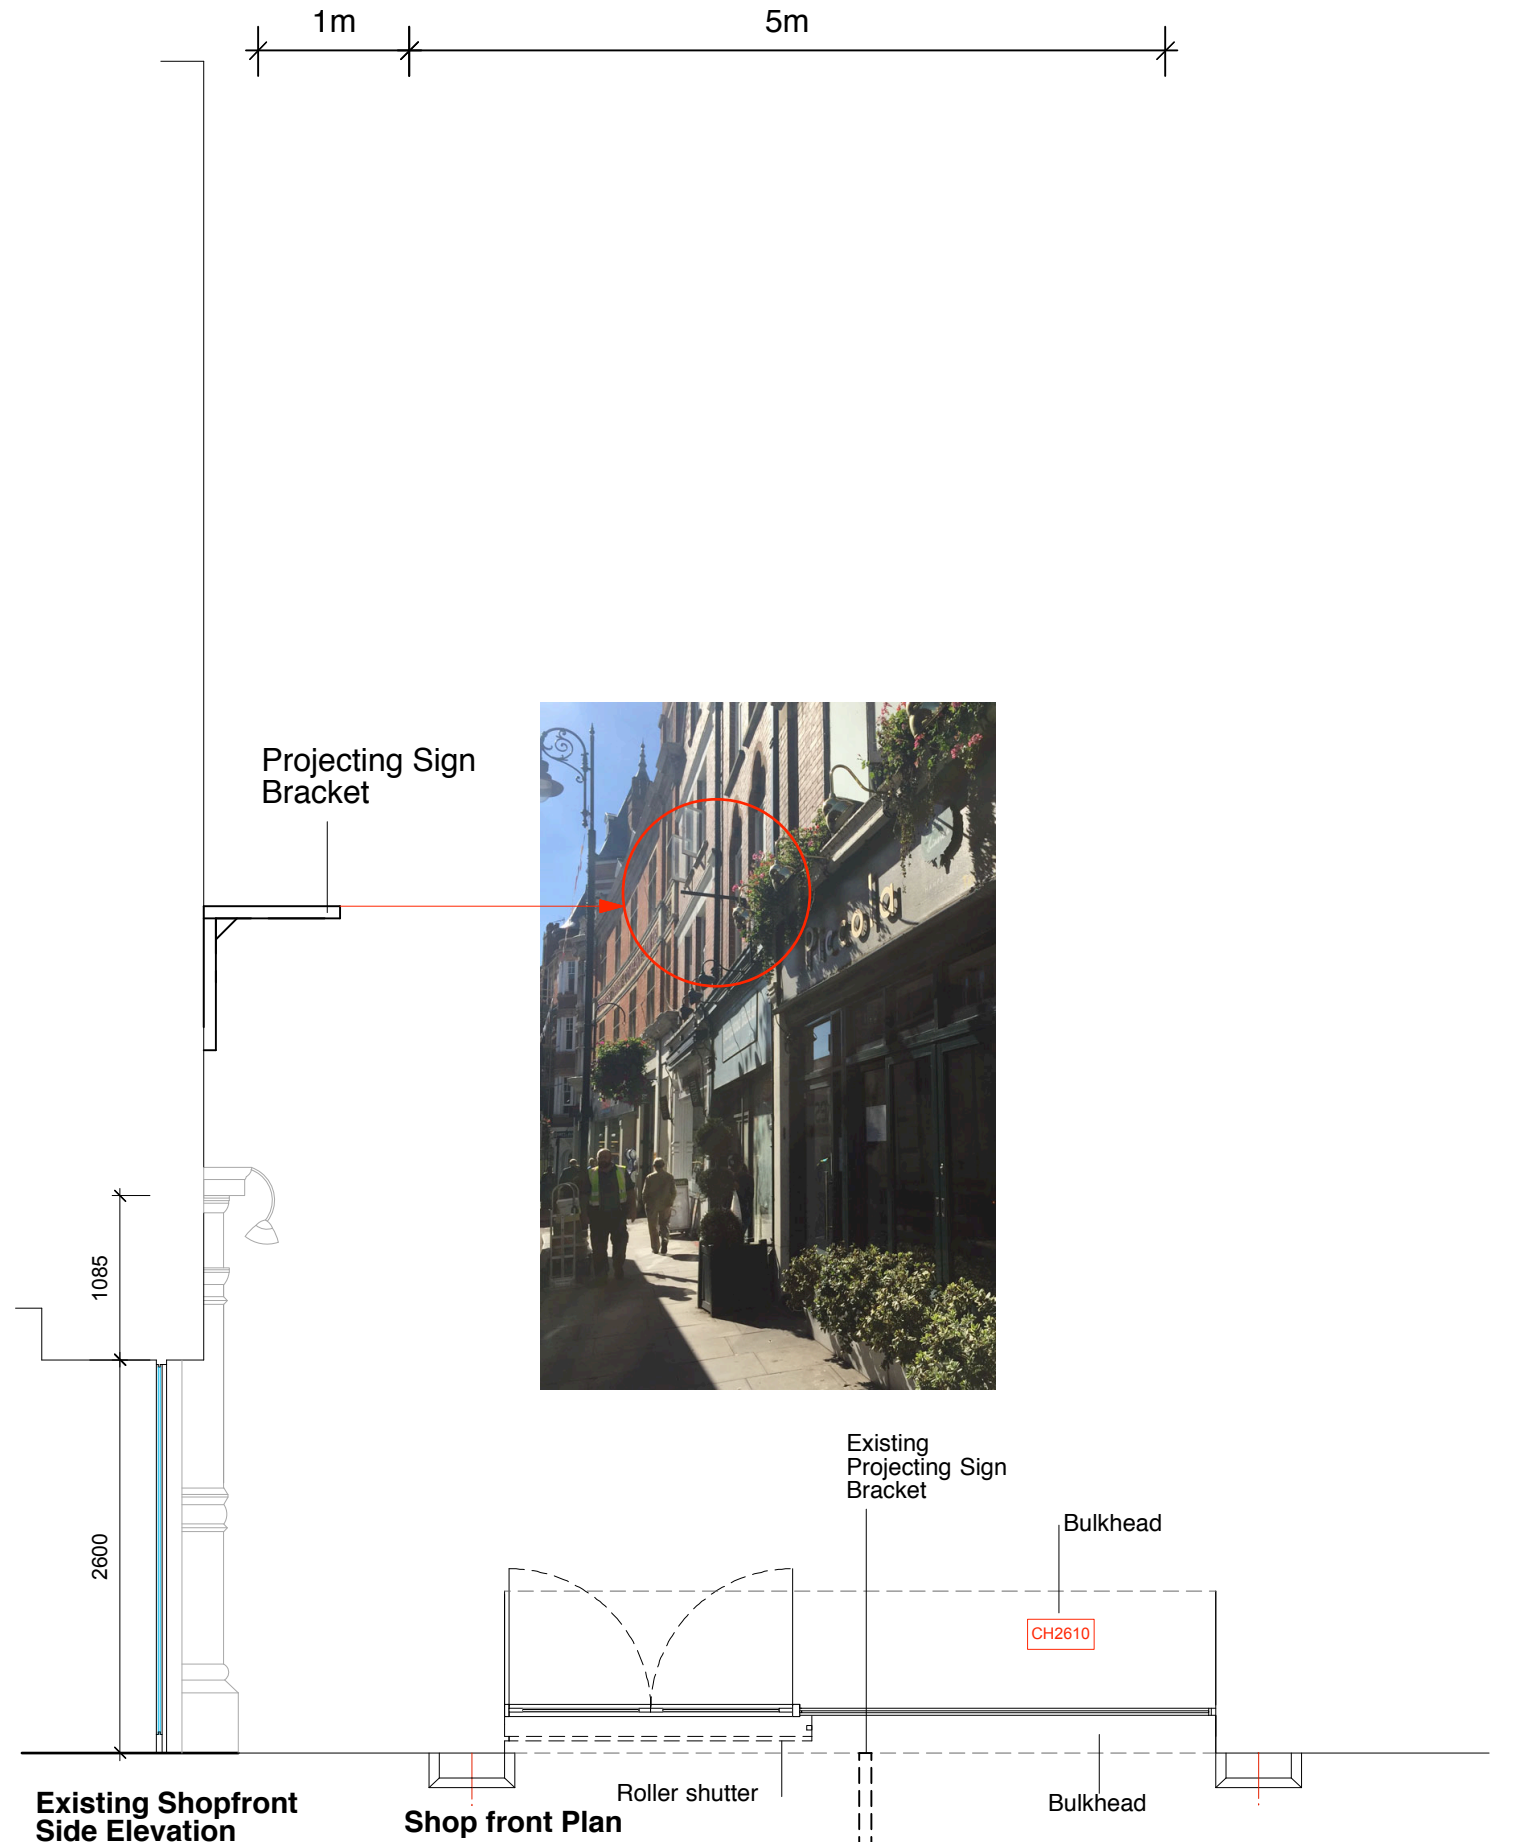 1m
5m
Projecting Sign
Bracket
Piccola
1085
2600
Existing
Projecting Sign
Bracket
Bulkhead
CH2610
Roller shutter
Bulkhead
Existing Shopfront
Side Elevation
Shop front Plan